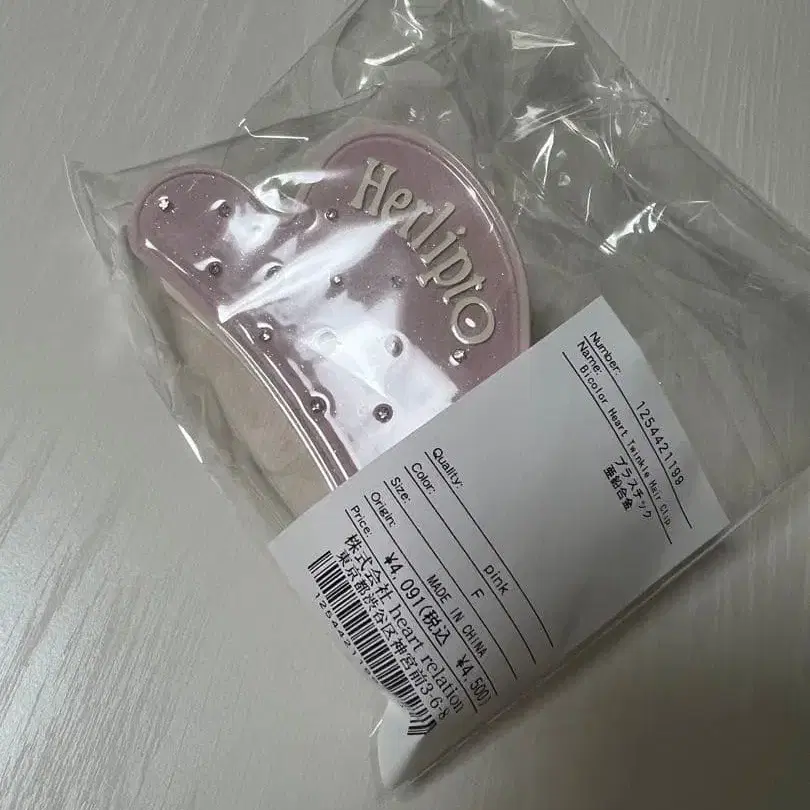 Herlipto
Number: 1254421199
Name: Bicolor Heart Twinkle Hair Clip
プラスチック
亜鉛合金
Quality:
Color: pink
Size: F
Origin: MADE IN CHINA
Price: ¥4,091(税込 ¥4,500)
株式会社 heart relation
東京都渋谷区神宮前3-6-8